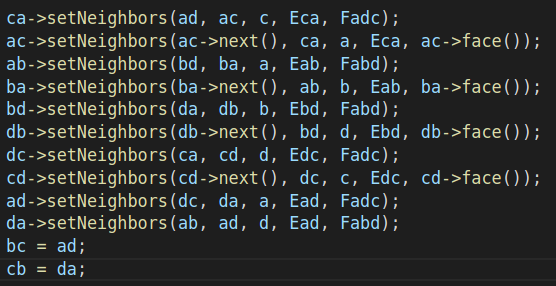 ca->setNeighbors(ad, ac, c, Eca, Fadc);
ac->setNeighbors(ac->next(), ca, a, Eca, ac->face());
ab->setNeighbors(bd, ba, a, Eab, Fabd);
ba->setNeighbors(ba->next(), ab, b, Eab, ba->face());
bd->setNeighbors(da, db, b, Ebd, Fabd);
db->setNeighbors(db->next(), bd, d, Ebd, db->face());
dc->setNeighbors(ca, cd, d, Edc, Fadc);
cd->setNeighbors(cd->next(), dc, c, Edc, cd->face());
ad->setNeighbors(dc, da, a, Ead, Fadc);
da->setNeighbors(ab, ad, d, Ead, Fabd);
bc = ad;
cb = da;